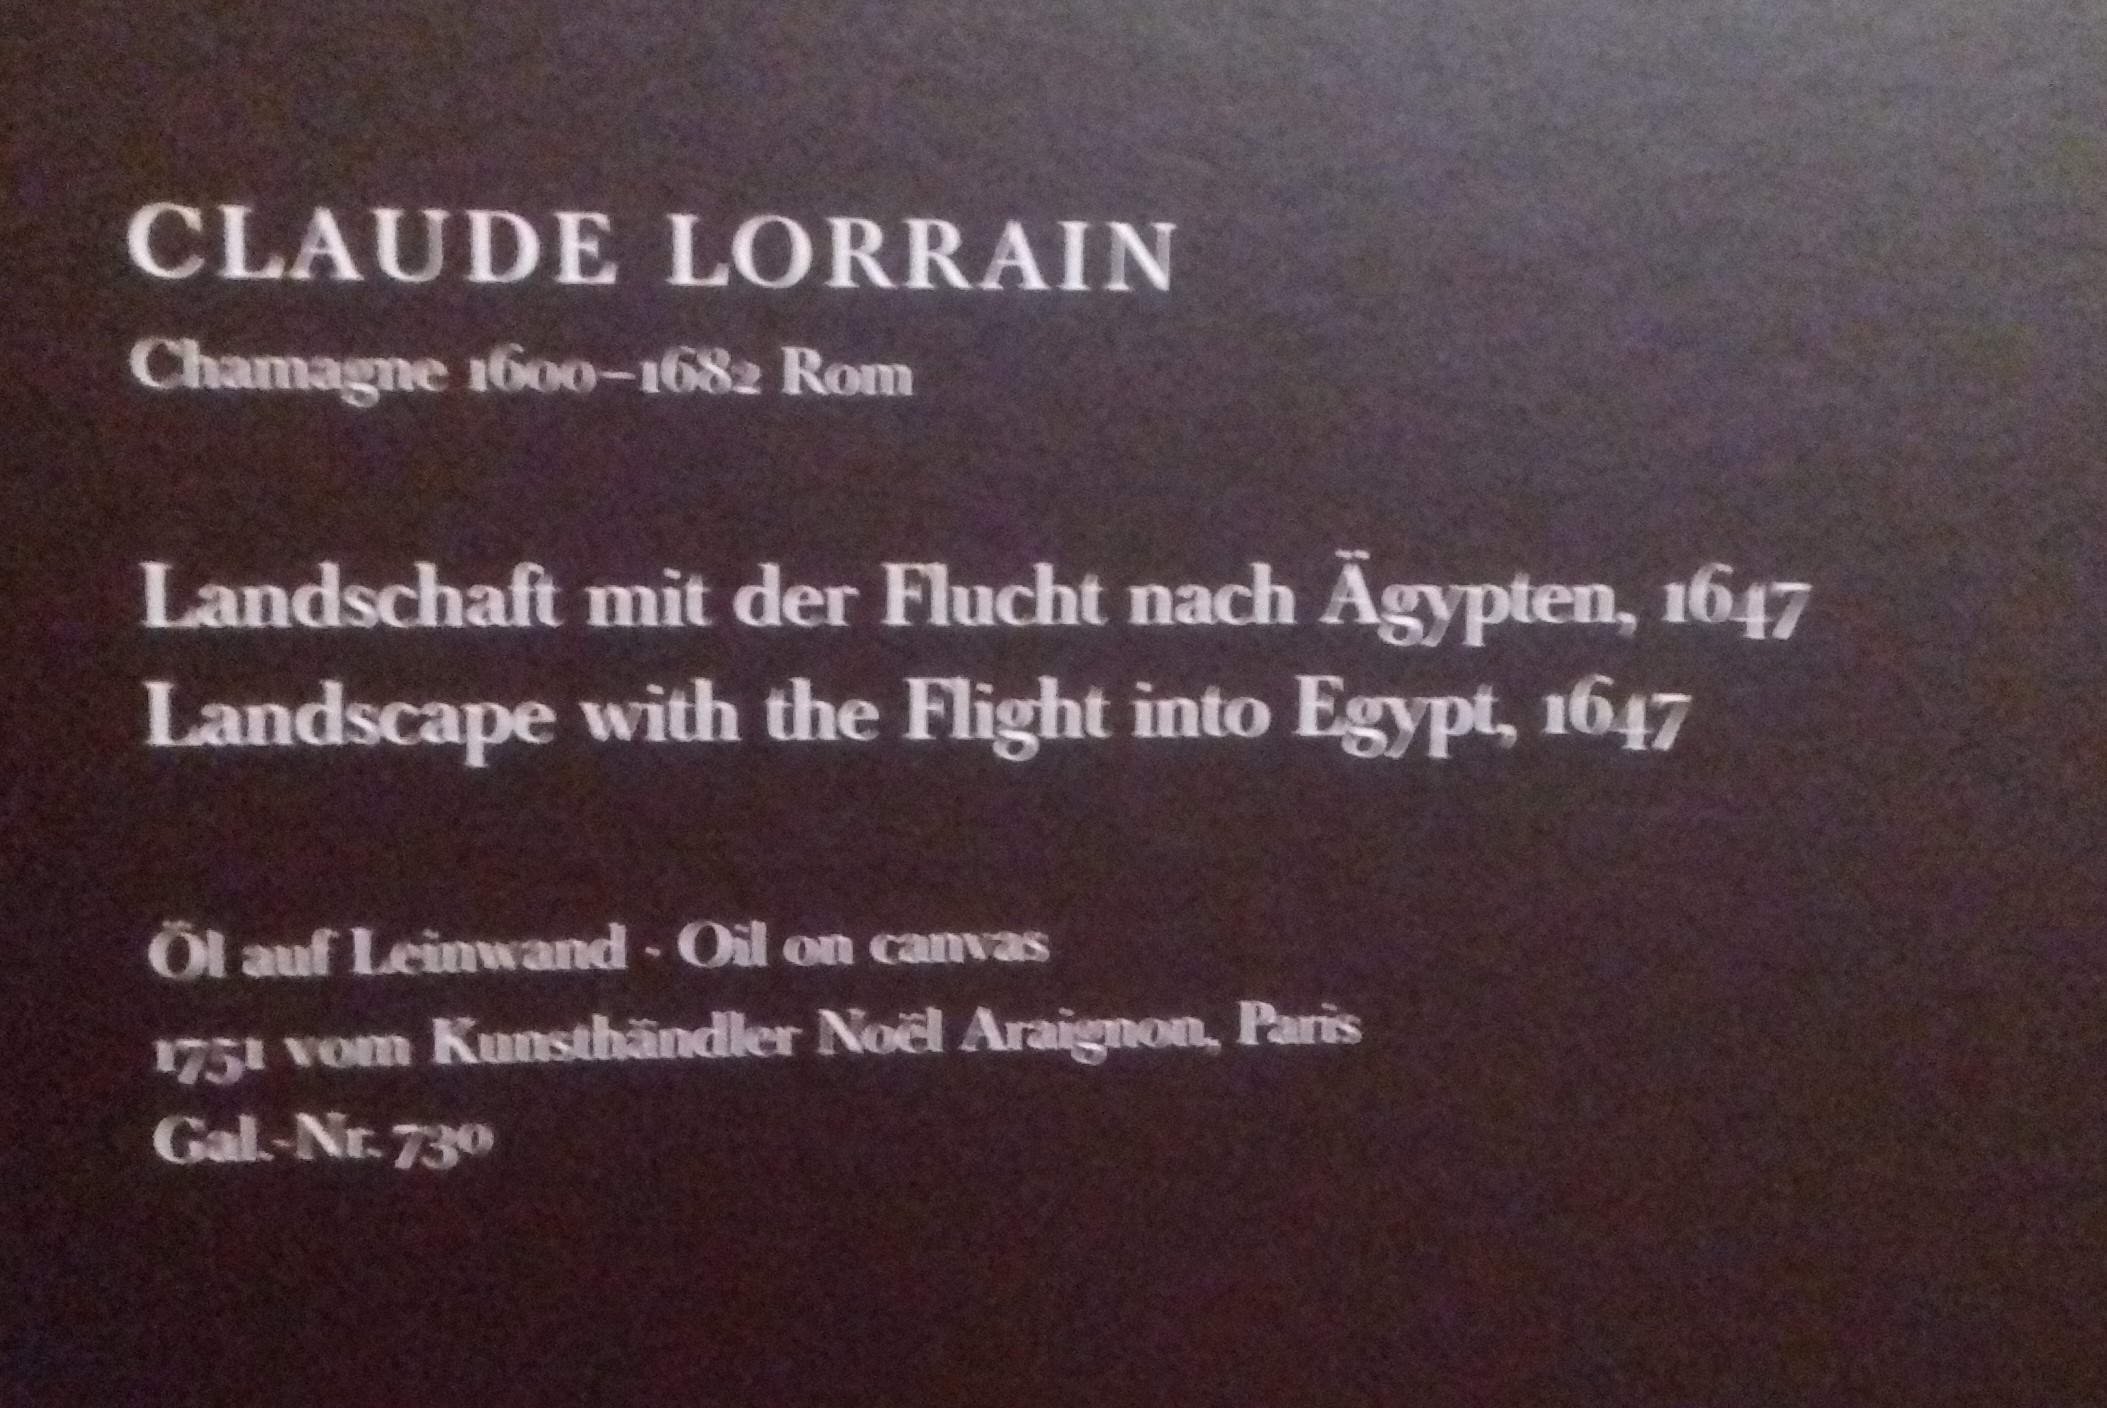 CLAUDE LORRAIN
Chamagne 1600–1682 Rom
Landschaft mit der Flucht nach Ägypten, 1647
Landscape with the Flight into Egypt, 1647
Öl auf Leinwand · Oil on canvas
1751 vom Kunsthändler Noël Araignon, Paris
Gal.-Nr. 730